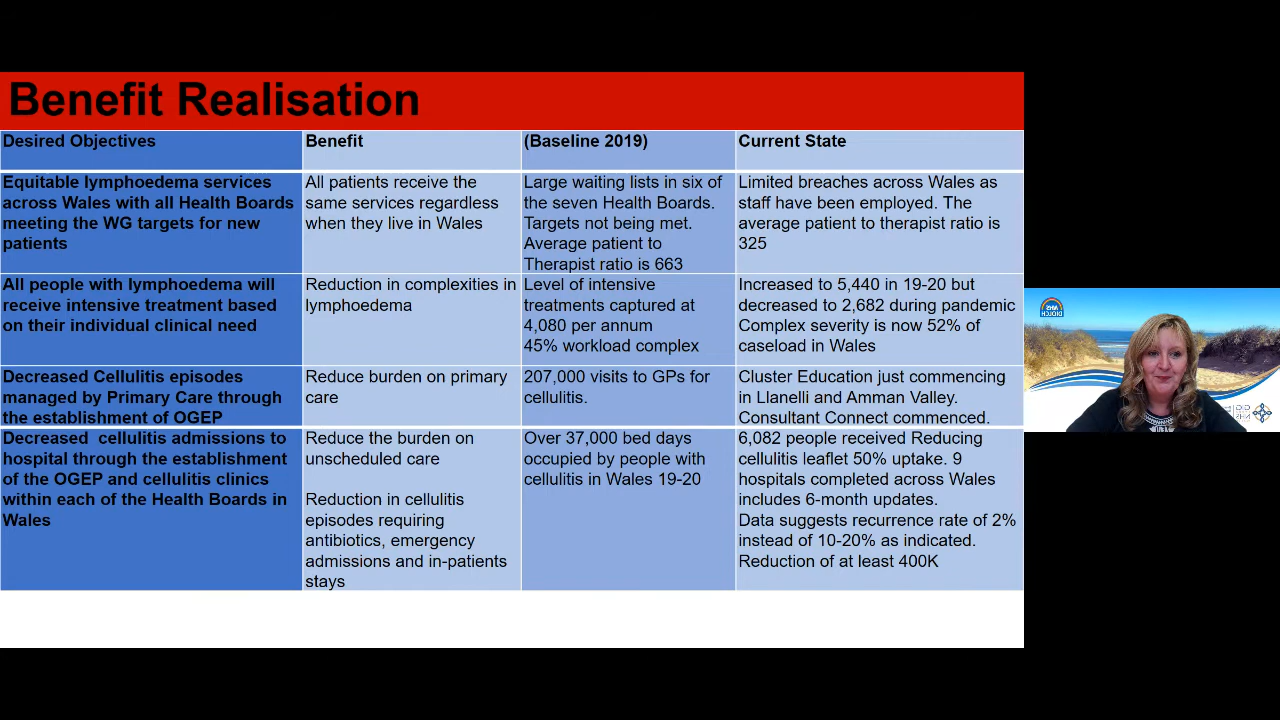 Benefit Realisation
Desired Objectives
Benefit
(Baseline 2019)
Current State
Equitable lymphoedema services
across Wales with all Health Boards
meeting the WG targets for new
patients
All patients receive the
same services regardless
when they live in Wales
Large waiting lists in six of
the seven Health Boards.
Targets not being met.
Average patient to
Therapist ratio is 663
Limited breaches across Wales as
staff have been employed. The
average patient to therapist ratio is
325
All people with lymphoedema will
receive intensive treatment based
on their individual clinical need
Reduction in complexities in
lymphoedema
Level of intensive
treatments captured at
4,080 per annum
45% workload complex
Increased to 5,440 in 19-20 but
decreased to 2,682 during pandemic
Complex severity is now 52% of
caseload in Wales
Decreased Cellulitis episodes
managed by Primary Care through
the establishment of OGEP
Reduce burden on primary
care
207,000 visits to GPs for
cellulitis.
Cluster Education just commencing
in Llanelli and Amman Valley.
Consultant Connect commenced.
Decreased cellulitis admissions to
hospital through the establishment
of the OGEP and cellulitis clinics
within each of the Health Boards in
Wales
Reduce the burden on
unscheduled care
Reduction in cellulitis
episodes requiring
antibiotics, emergency
admissions and in-patients
stays
Over 37,000 bed days
occupied by people with
cellulitis in Wales 19-20
6,082 people received Reducing
cellulitis leaflet 50% uptake. 9
hospitals completed across Wales
includes 6-month updates.
Data suggests recurrence rate of 2%
instead of 10-20% as indicated.
Reduction of at least 400K
NHS
DIOLCH
GIG
NHS